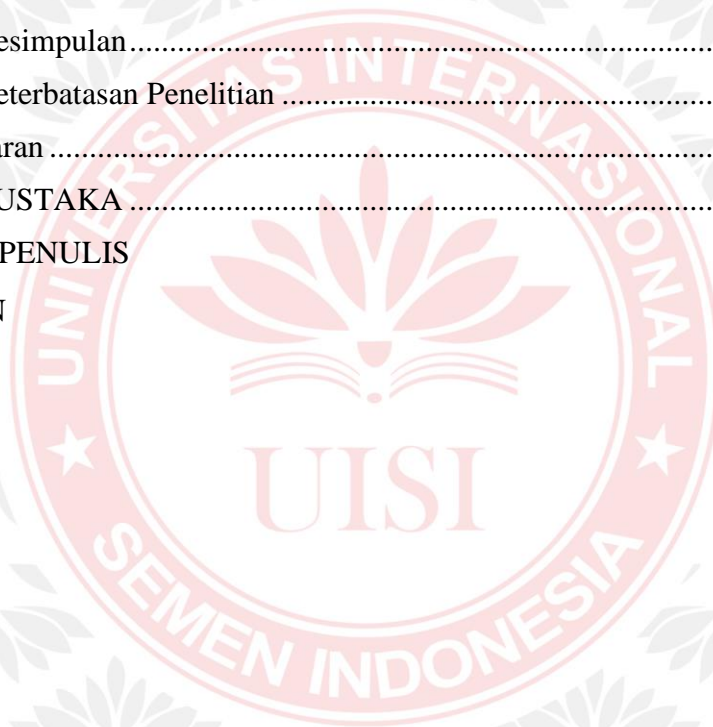 esimpulan........................................................................................
eterbatasan Penelitian ................................................................
aran ................................................................................................
USTAKA ......................................................................................
PENULIS
N
UNIVERSITAS INTERNASIONAL
UISI
SEMEN INDONESIA